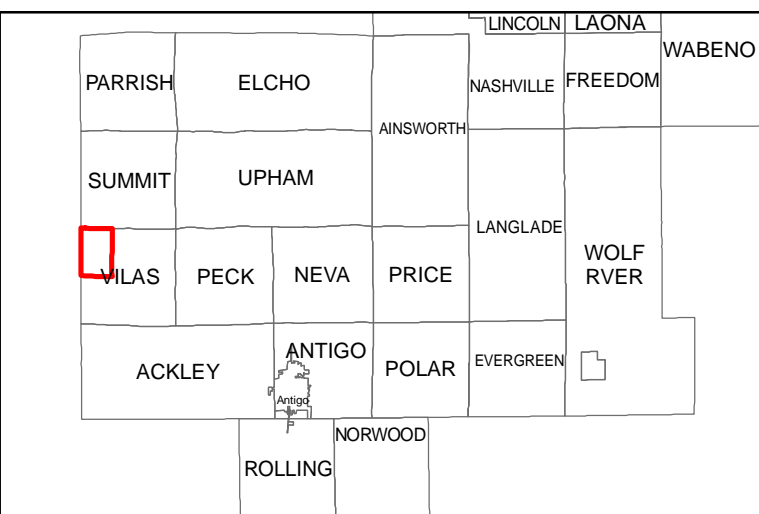 LINCOLN LAONA
WABENO
PARRISH ELCHO NASHVILLE FREEDOM
AINSWORTH
SUMMIT UPHAM
LANGLADE
VILAS PECK NEVA PRICE WOLF
RVER
ANTIGO
ACKLEY POLAR EVERGREEN
Antigo
NORWOOD
ROLLING